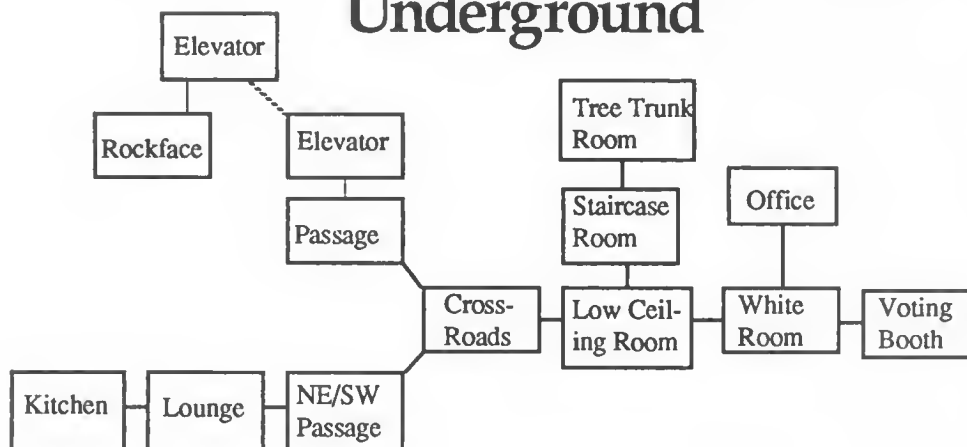 Underground
Elevator
Tree Trunk
Room
Rockface
Elevator
Office
Staircase
Room
Passage
Cross-
Roads
Low Ceil-
ing Room
White
Room
Voting
Booth
Kitchen
Lounge
NE/SW
Passage